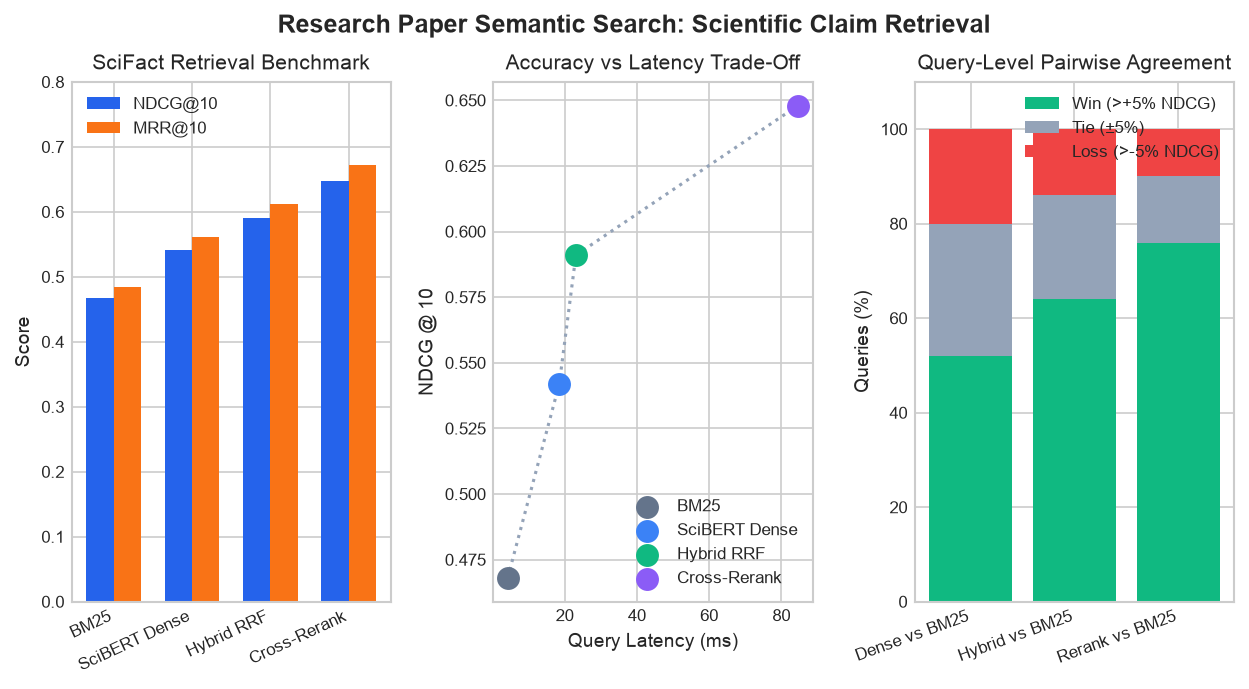 Research Paper Semantic Search: Scientific Claim Retrieval
SciFact Retrieval Benchmark
Score
0.8
0.7
0.6
0.5
0.4
0.3
0.2
0.1
0.0
NDCG@10
MRR@10
BM25
SciBERT Dense
Hybrid RRF
Cross-Rerank
Accuracy vs Latency Trade-Off
NDCG @ 10
0.650
0.625
0.600
0.575
0.550
0.525
0.500
0.475
BM25
SciBERT Dense
Hybrid RRF
Cross-Rerank
20
40
60
80
Query Latency (ms)
Query-Level Pairwise Agreement
Queries (%)
100
80
60
40
20
0
Win (>+5% NDCG)
Tie (±5%)
Loss (>-5% NDCG)
Dense vs BM25
Hybrid vs BM25
Rerank vs BM25